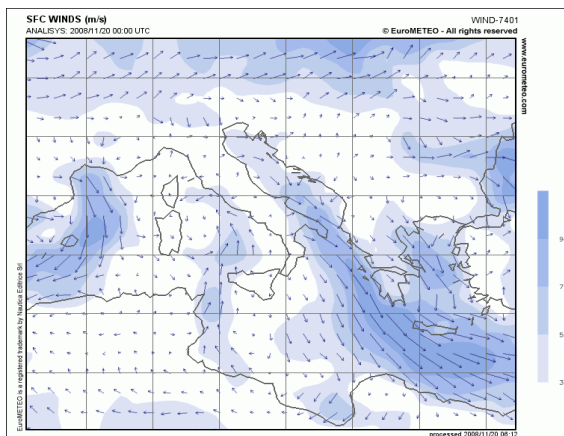 SFC WINDS (m/s)
WIND-7401
ANALISYS: 2008/11/20 00:00 UTC
© EuroMETEO - All rights reserved
www.eurometeo.com
9
7
5
3
EuroMETEO is a registered trademark by Nautica Editrice Srl
processed 2008/11/20 06:12